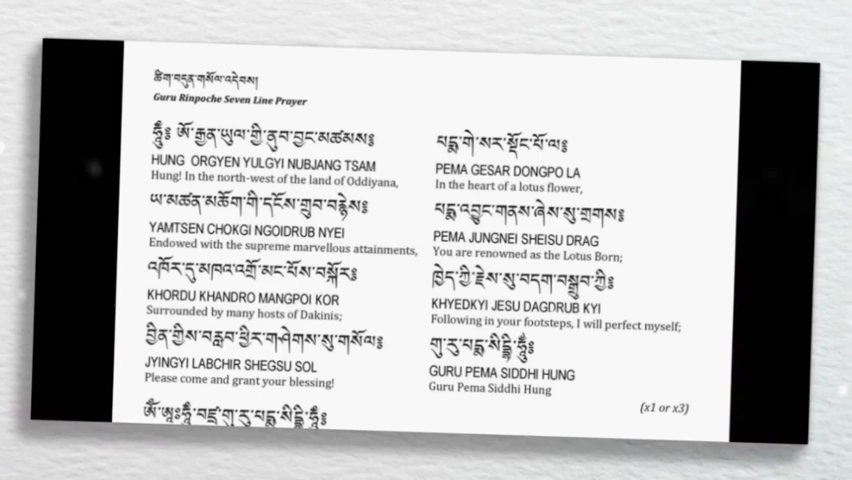 ཚིག་བདུན་གསོལ་འདེབས།
Guru Rinpoche Seven Line Prayer
ཧཱུྃ༔ ཨོ་རྒྱན་ཡུལ་གྱི་ནུབ་བྱང་མཚམས༔
HUNG ORGYEN YULGYI NUBJANG TSAM
Hung! In the north-west of the land of Oddiyana,
ཡ་མཚན་མཆོག་གི་དངོས་གྲུབ་བརྙེས༔
YAMTSEN CHOKGI NGOIDRUB NYEI
Endowed with the supreme marvellous attainments,
འཁོར་དུ་མཁའ་འགྲོ་མང་པོས་བསྐོར༔
KHORDU KHANDRO MANGPOI KOR
Surrounded by many hosts of Dakinis;
བྱིན་གྱིས་བརླབ་ཕྱིར་གཤེགས་སུ་གསོལ༔
JYINGYI LABCHIR SHEGSU SOL
Please come and grant your blessing!
ཨོཾ་ཨཱཿཧཱུྃ་བཛྲ་གུ་རུ་པདྨ་སིདྡྷི་ཧཱུྃ༔
པདྨ་གེ་སར་སྡོང་པོ་ལ༔
PEMA GESAR DONGPO LA
In the heart of a lotus flower,
པདྨ་འབྱུང་གནས་ཞེས་སུ་གྲགས༔
PEMA JUNGNEI SHEISU DRAG
You are renowned as the Lotus Born;
ཁྱེད་ཀྱི་རྗེས་སུ་བདག་བསྒྲུབ་ཀྱི༔
KHYEDKYI JESU DAGDRUB KYI
Following in your footsteps, I will perfect myself;
གུ་རུ་པདྨ་སིདྡྷི་ཧཱུྃ༔
GURU PEMA SIDDHI HUNG
Guru Pema Siddhi Hung
(x1 or x3)